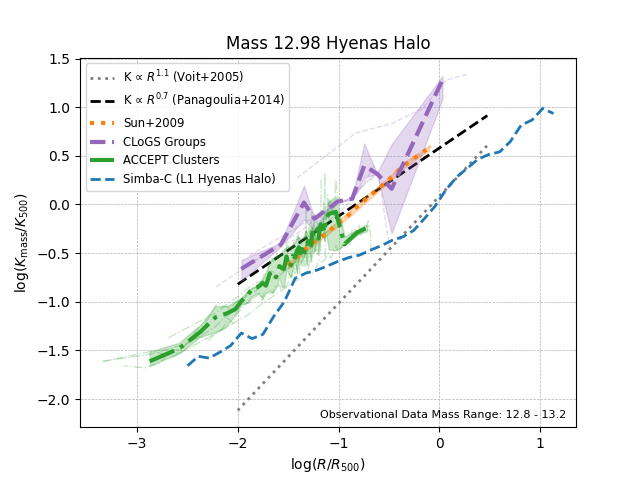 Mass 12.98 Hyenas Halo
K ∝ R^1.1 (Voit+2005)
K ∝ R^0.7 (Panagoulia+2014)
Sun+2009
CLoGS Groups
ACCEPT Clusters
Simba-C (L1 Hyenas Halo)
log(K_mass/K_500)
1.5
1.0
0.5
0.0
−0.5
−1.0
−1.5
−2.0
Observational Data Mass Range: 12.8 - 13.2
−3
−2
−1
0
1
log(R/R_500)